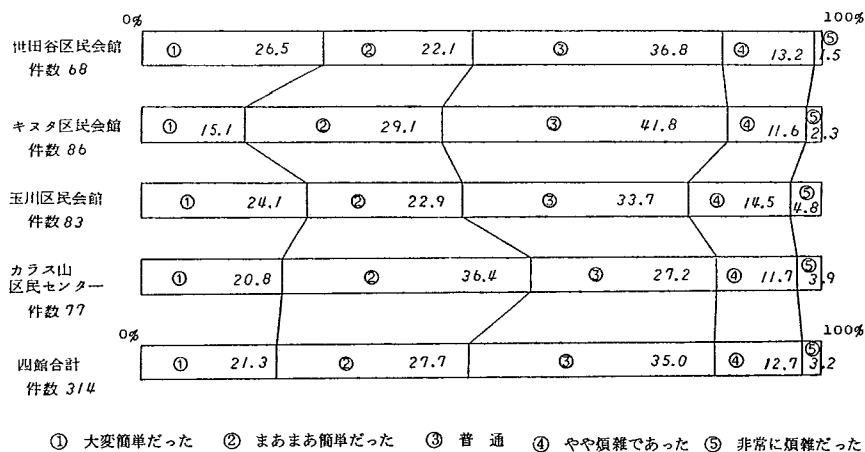 0% 100%
世田谷区民会館 ① 26.5 ② 22.1 ③ 36.8 ④ 13.2 ⑤ 1.5
件数 68
キヌタ区民会館 ① 15.1 ② 29.1 ③ 41.8 ④ 11.6 ⑤ 2.3
件数 86
玉川区民会館 ① 24.1 ② 22.9 ③ 33.7 ④ 14.5 ⑤ 4.8
件数 83
カラス山
区民センター ① 20.8 ② 36.4 ③ 27.2 ④ 11.7 ⑤ 3.9
件数 77
0% 100%
四館合計 ① 21.3 ② 27.7 ③ 35.0 ④ 12.7 ⑤ 3.2
件数 314
① 大変簡単だった ② まあまあ簡単だった ③ 普 通 ④ やや煩雑であった ⑤ 非常に煩雑だった